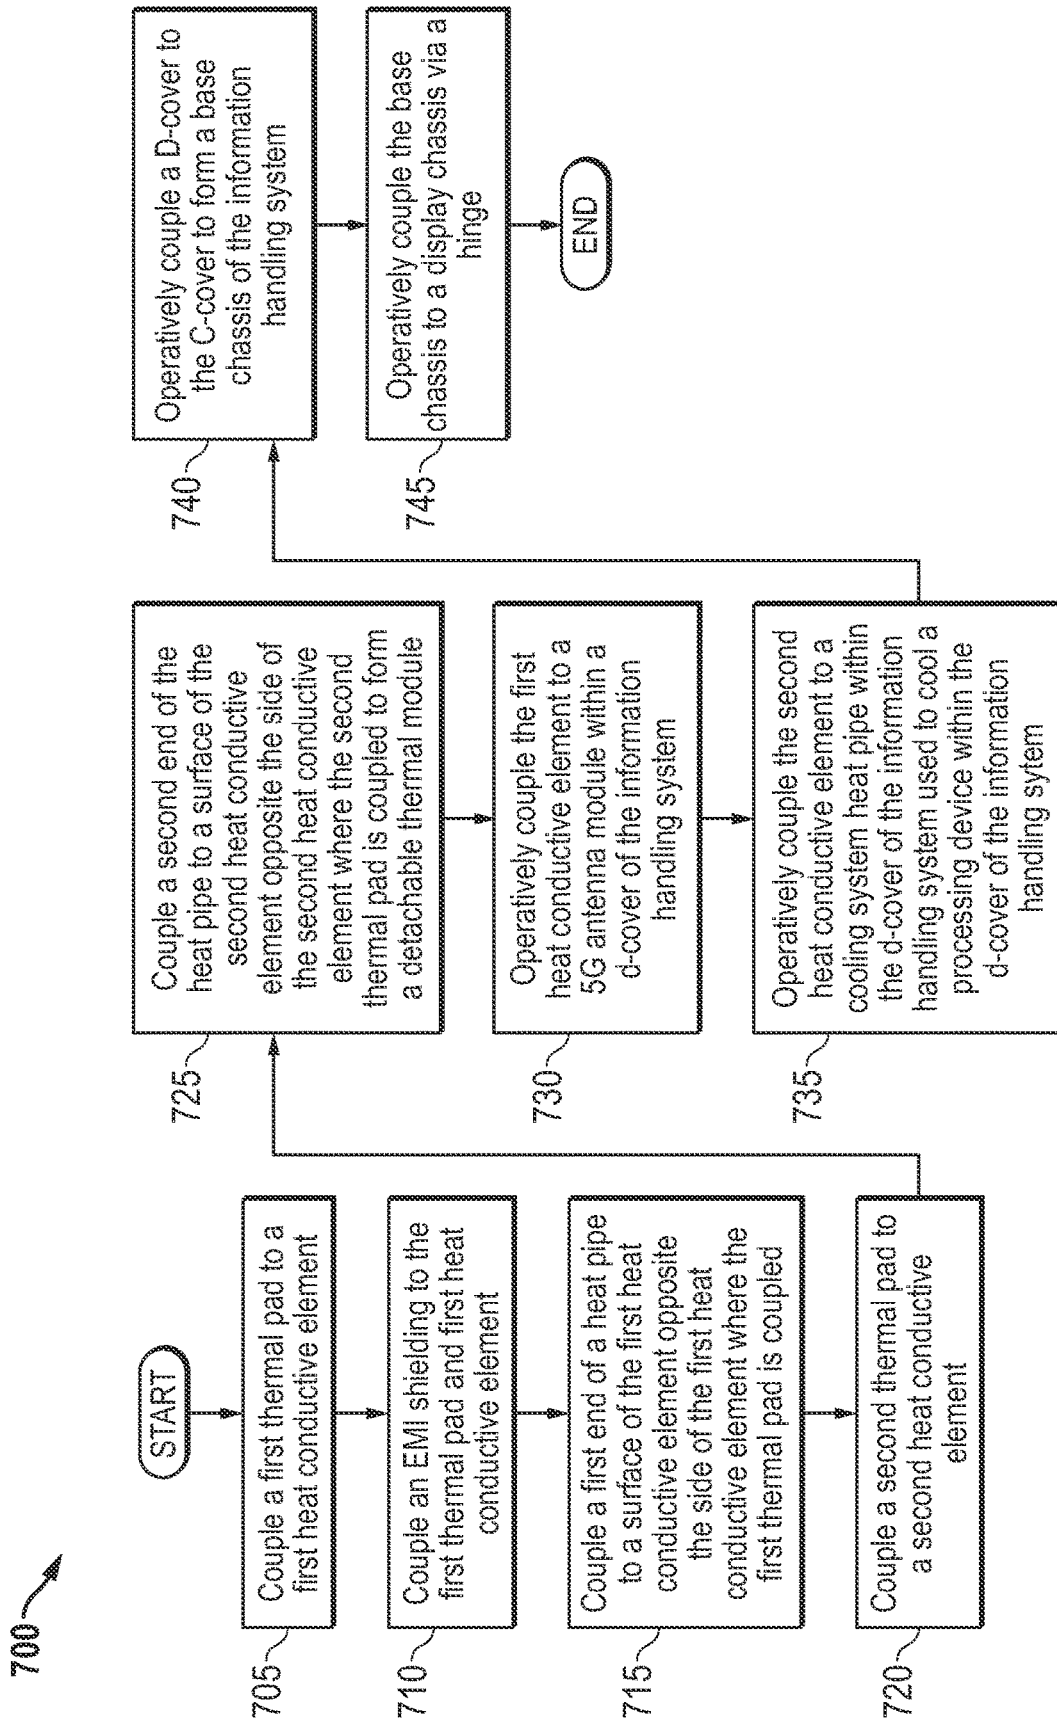 700
START
705
Couple a first thermal pad to a
first heat conductive element
710
Couple an EMI shielding to the
first thermal pad and first heat
conductive element
715
Couple a first end of a heat pipe
to a surface of the first heat
conductive element opposite
the side of the first heat
conductive element where the
first thermal pad is coupled
720
Couple a second thermal pad to
a second heat conductive
element
725
Couple a second end of the
heat pipe to a surface of the
second heat conductive
element opposite the side of
the second heat conductive
element where the second
thermal pad is coupled to form
a detachable thermal module
730
Operatively couple the first
heat conductive element to a
5G antenna module within a
d-cover of the information
handling system
735
Operatively couple the second
heat conductive element to a
cooling system heat pipe within
the d-cover of the information
handling system used to cool a
processing device within the
d-cover of the information
handling sytem
740
Operatively couple a D-cover to
the C-cover to form a base
chassis of the information
handling system
745
Operatively couple the base
chassis to a display chassis via a
hinge
END